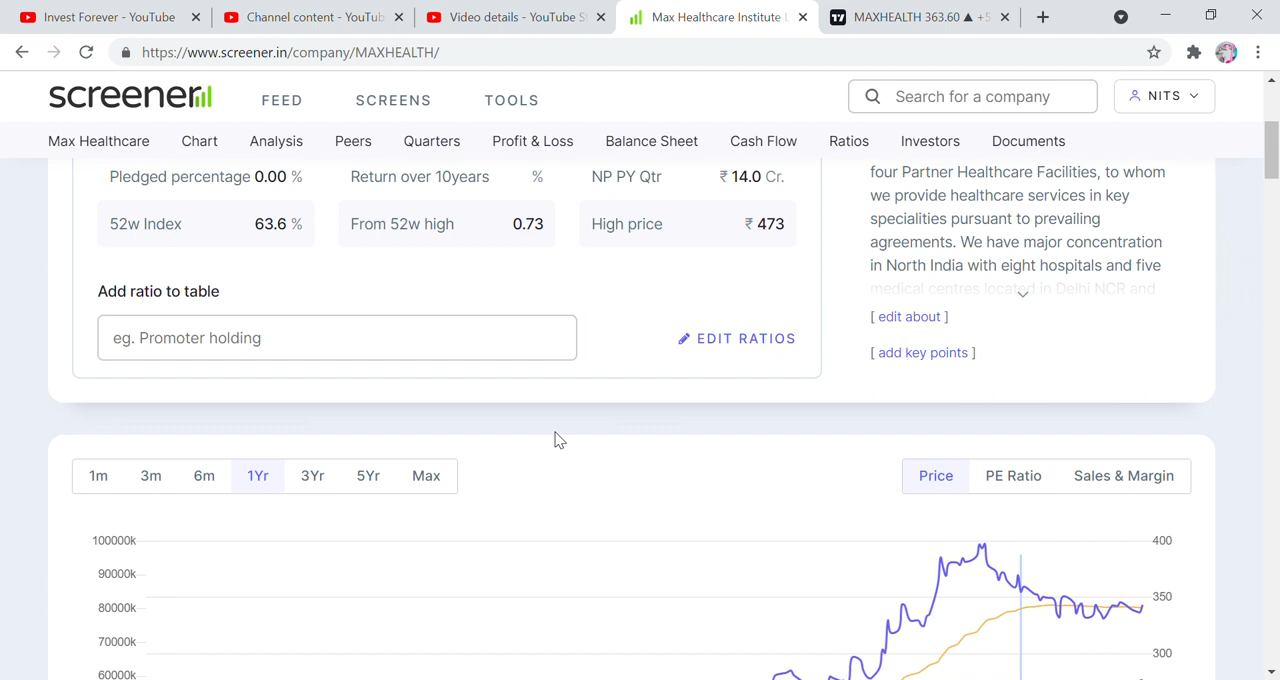 Invest Forever - YouTube
Channel content - YouTub
Video details - YouTube S
Max Healthcare Institute L
MAXHEALTH 363.60 ▲ +5
https://www.screener.in/company/MAXHEALTH/
screener
FEED
SCREENS
TOOLS
Search for a company
NITS
Max Healthcare
Chart
Analysis
Peers
Quarters
Profit & Loss
Balance Sheet
Cash Flow
Ratios
Investors
Documents
Pledged percentage 0.00 %
Return over 10years %
NP PY Qtr ₹ 14.0 Cr.
52w Index 63.6 %
From 52w high 0.73
High price ₹ 473
Add ratio to table
eg. Promoter holding
EDIT RATIOS
four Partner Healthcare Facilities, to whom
we provide healthcare services in key
specialities pursuant to prevailing
agreements. We have major concentration
in North India with eight hospitals and five
medical centres located in Delhi NCR and
[ edit about ]
[ add key points ]
1m 3m 6m 1Yr 3Yr 5Yr Max
Price PE Ratio Sales & Margin
100000k 400
90000k
80000k 350
70000k
60000k 300